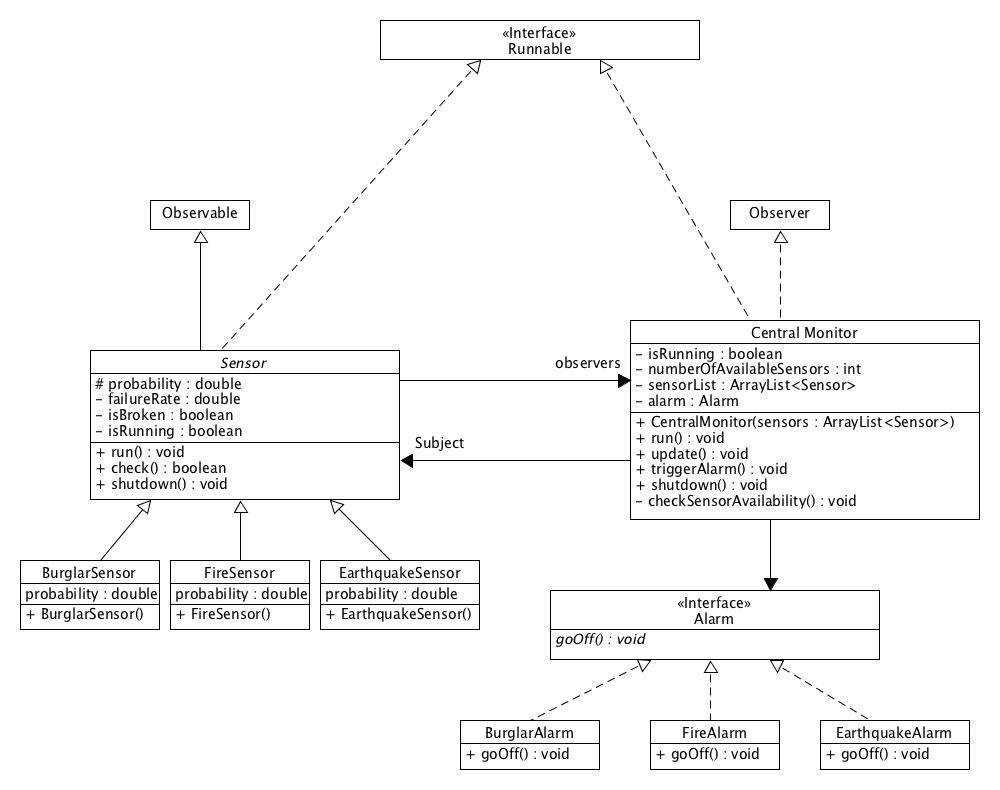 «Interface»
Runnable
Observable
Observer
Sensor
# probability : double
– failureRate : double
– isBroken : boolean
– isRunning : boolean
+ run() : void
+ check() : boolean
+ shutdown() : void
observers
Subject
Central Monitor
– isRunning : boolean
– numberOfAvailableSensors : int
– sensorList : ArrayList<Sensor>
– alarm : Alarm
+ CentralMonitor(sensors : ArrayList<Sensor>)
+ run() : void
+ update() : void
+ triggerAlarm() : void
+ shutdown() : void
– checkSensorAvailability() : void
BurglarSensor
probability : double
+ BurglarSensor()
FireSensor
probability : double
+ FireSensor()
EarthquakeSensor
probability : double
+ EarthquakeSensor()
«Interface»
Alarm
goOff() : void
BurglarAlarm
+ goOff() : void
FireAlarm
+ goOff() : void
EarthquakeAlarm
+ goOff() : void